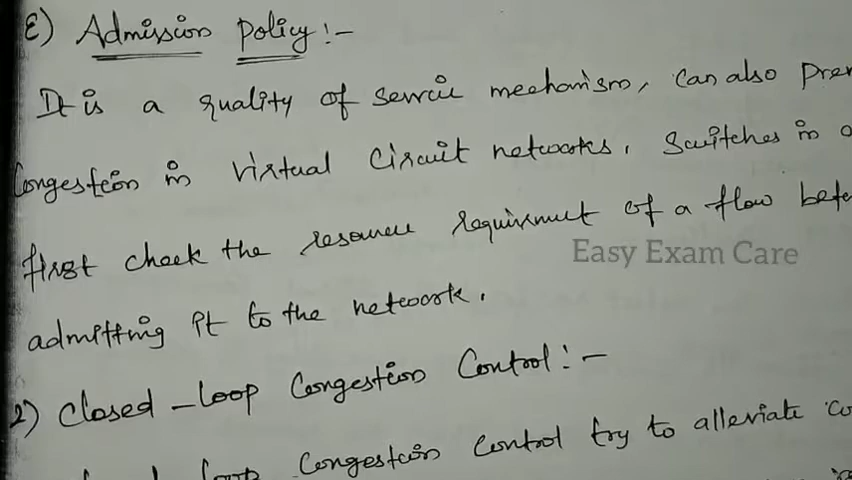 E) Admission Policy :-
It is a quality of service mechanism, can also
Congestion in virtual circuit networks. Switches in a
first check the resource requirement of a flow
Easy Exam Care
admitting it to the network.
2) Closed-loop Congestion Control :-
loop Congestion control try to alleviate